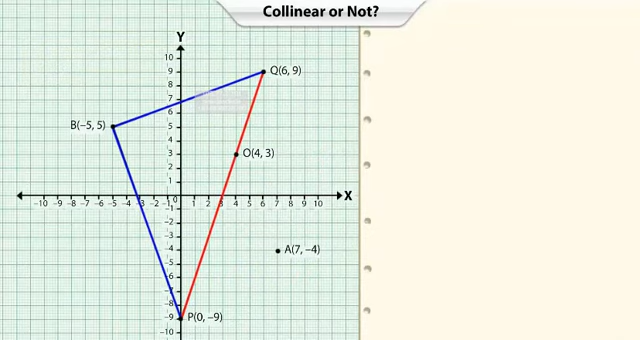 Collinear or Not?
Y
10
9
Q(6, 9)
8
7
6
B(−5, 5)
5
4
3
O(4, 3)
2
1
−10 −9 −8 −7 −6 −5 −4 −3 −2 −1 0 1 2 3 4 5 6 7 8 9 10 X
−1
−2
−3
−4
A(7, −4)
−5
−6
−7
−8
−9
P(0, −9)
−10